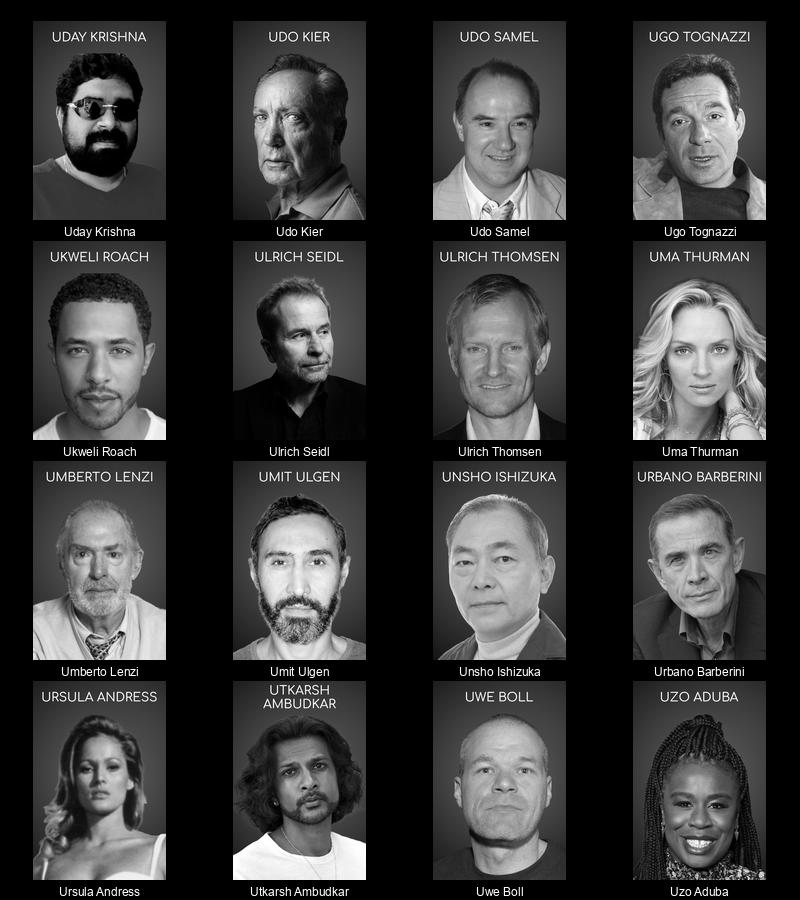 UDAY KRISHNA
UDO KIER
UDO SAMEL
UGO TOGNAZZI
Uday Krishna
Udo Kier
Udo Samel
Ugo Tognazzi
UKWELI ROACH
ULRICH SEIDL
ULRICH THOMSEN
UMA THURMAN
Ukweli Roach
Ulrich Seidl
Ulrich Thomsen
Uma Thurman
UMBERTO LENZI
UMIT ULGEN
UNSHO ISHIZUKA
URBANO BARBERINI
Umberto Lenzi
Umit Ulgen
Unsho Ishizuka
Urbano Barberini
URSULA ANDRESS
UTKARSH
AMBUDKAR
UWE BOLL
UZO ADUBA
Ursula Andress
Utkarsh Ambudkar
Uwe Boll
Uzo Aduba